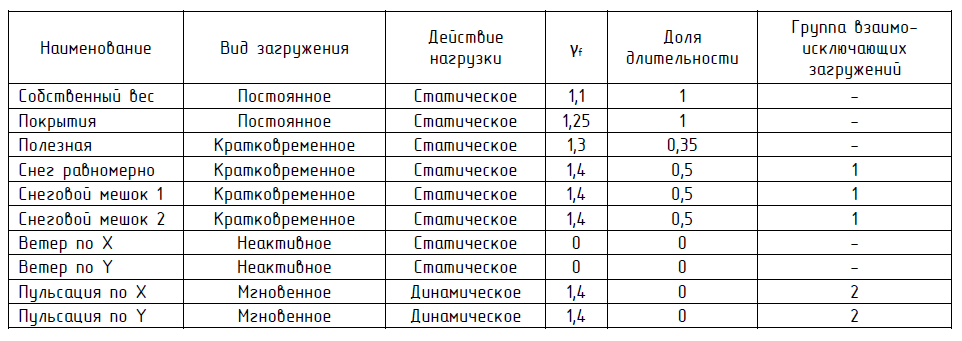 Наименование Вид загружения Действие нагрузки γf Доля длительности Группа взаимо-исключающих загружений
Собственный вес Постоянное Статическое 1,1 1 –
Покрытия Постоянное Статическое 1,25 1 –
Полезная Кратковременное Статическое 1,3 0,35 –
Снег равномерно Кратковременное Статическое 1,4 0,5 1
Снеговой мешок 1 Кратковременное Статическое 1,4 0,5 1
Снеговой мешок 2 Кратковременное Статическое 1,4 0,5 1
Ветер по X Неактивное Статическое 0 0 –
Ветер по Y Неактивное Статическое 0 0 –
Пульсация по X Мгновенное Динамическое 1,4 0 2
Пульсация по Y Мгновенное Динамическое 1,4 0 2